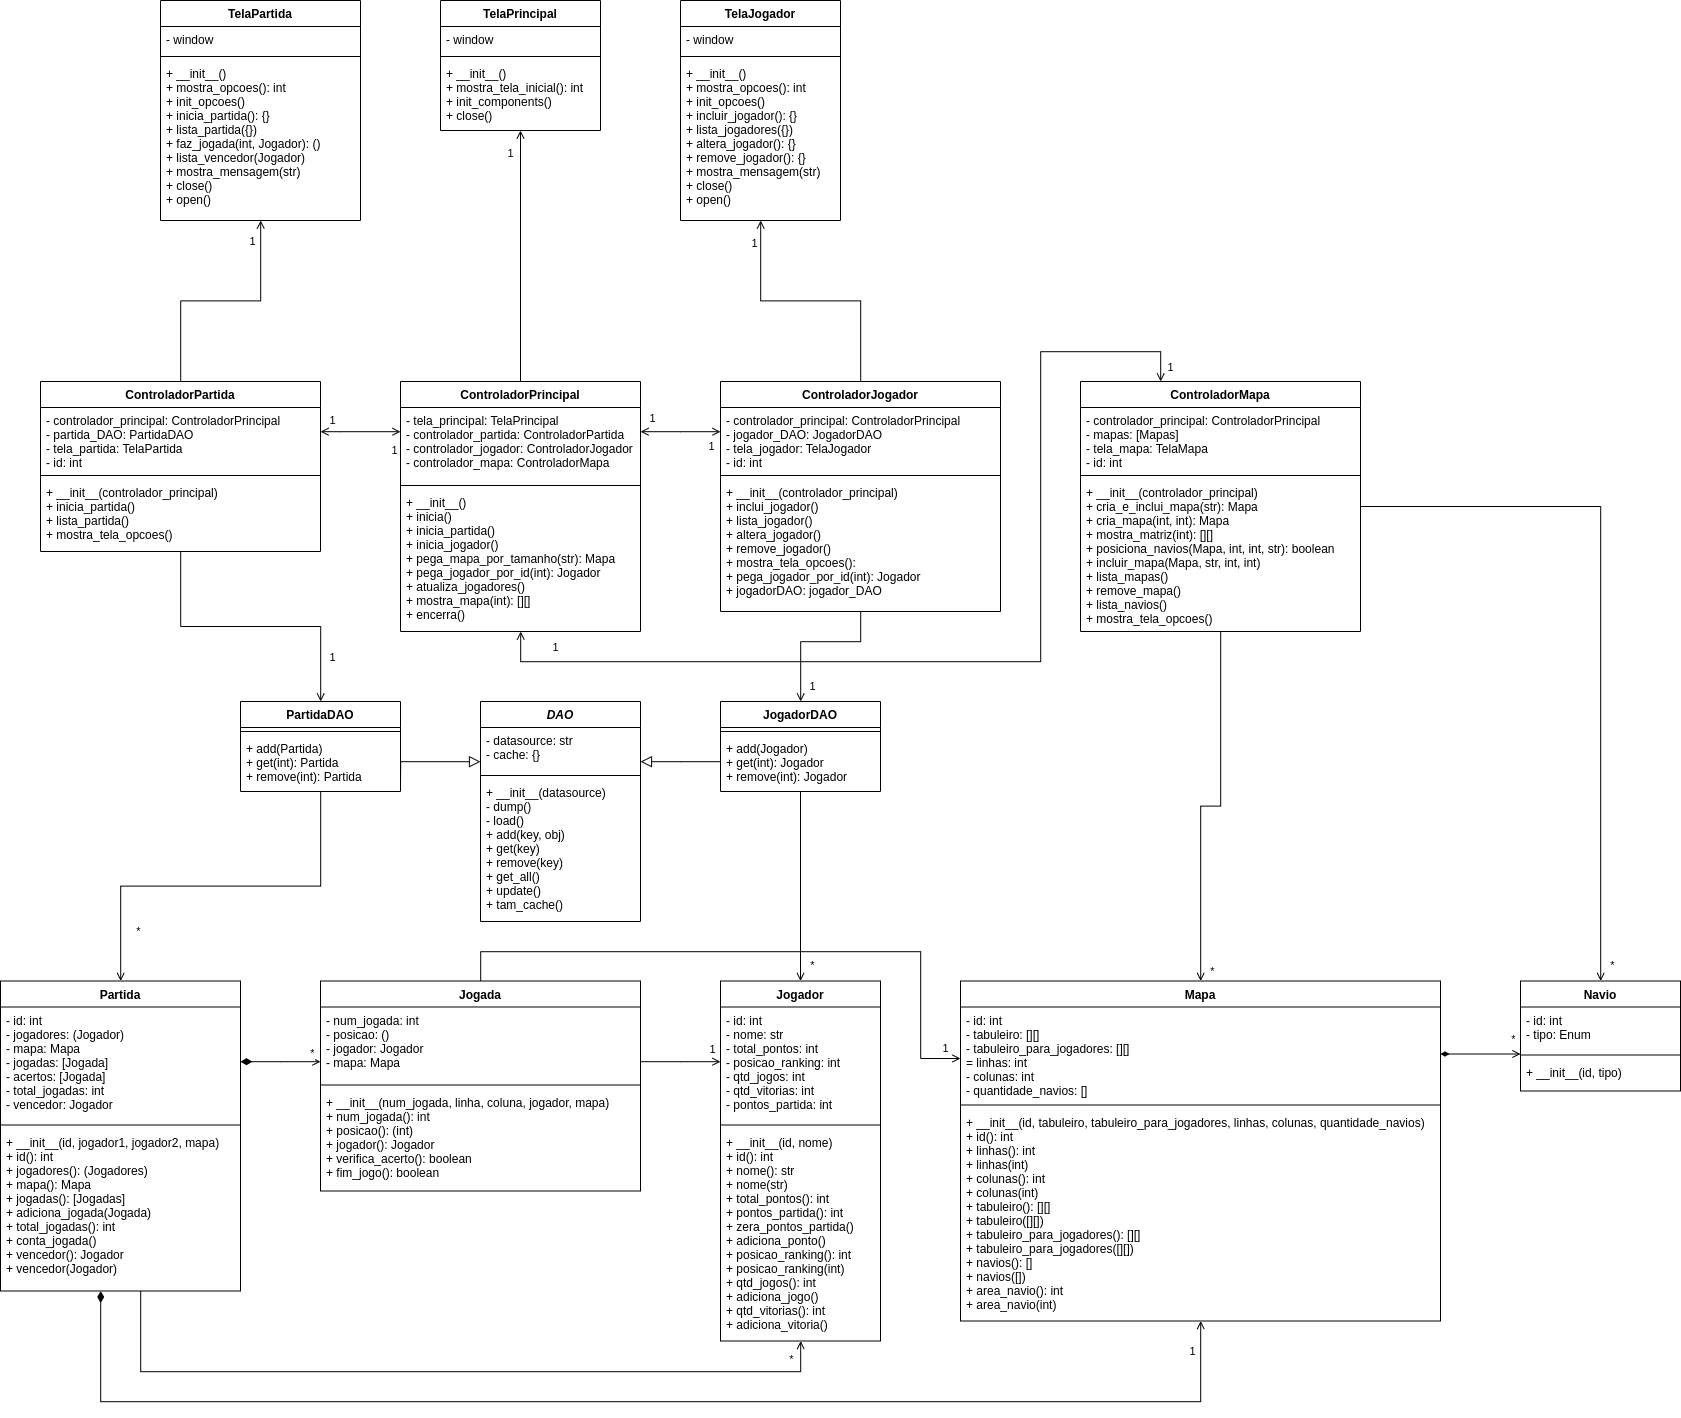 TelaPartida
- window
+ __init__()
+ mostra_opcoes(): int
+ init_opcoes()
+ inicia_partida(): {}
+ lista_partida({})
+ faz_jogada(int, Jogador): ()
+ lista_vencedor(Jogador)
+ mostra_mensagem(str)
+ close()
+ open()
1
TelaPrincipal
- window
+ __init__()
+ mostra_tela_inicial(): int
+ init_components()
+ close()
1
TelaJogador
- window
+ __init__()
+ mostra_opcoes(): int
+ init_opcoes()
+ incluir_jogador(): {}
+ lista_jogadores({})
+ altera_jogador(): {}
+ remove_jogador(): {}
+ mostra_mensagem(str)
+ close()
+ open()
1
ControladorPartida
- controlador_principal: ControladorPrincipal
- partida_DAO: PartidaDAO
- tela_partida: TelaPartida
- id: int
+ __init__(controlador_principal)
+ inicia_partida()
+ lista_partida()
+ mostra_tela_opcoes()
1
1
ControladorPrincipal
- tela_principal: TelaPrincipal
- controlador_partida: ControladorPartida
- controlador_jogador: ControladorJogador
- controlador_mapa: ControladorMapa
+ __init__()
+ inicia()
+ inicia_partida()
+ inicia_jogador()
+ pega_mapa_por_tamanho(str): Mapa
+ pega_jogador_por_id(int): Jogador
+ atualiza_jogadores()
+ mostra_mapa(int): [][]
+ encerra()
1
1
1
ControladorJogador
- controlador_principal: ControladorPrincipal
- jogador_DAO: JogadorDAO
- tela_jogador: TelaJogador
- id: int
+ __init__(controlador_principal)
+ inclui_jogador()
+ lista_jogador()
+ altera_jogador()
+ remove_jogador()
+ mostra_tela_opcoes():
+ pega_jogador_por_id(int): Jogador
+ jogadorDAO: jogador_DAO
1
ControladorMapa
- controlador_principal: ControladorPrincipal
- mapas: [Mapas]
- tela_mapa: TelaMapa
- id: int
+ __init__(controlador_principal)
+ cria_e_inclui_mapa(str): Mapa
+ cria_mapa(int, int): Mapa
+ mostra_matriz(int): [][]
+ posiciona_navios(Mapa, int, int, str): boolean
+ incluir_mapa(Mapa, str, int, int)
+ lista_mapas()
+ remove_mapa()
+ lista_navios()
+ mostra_tela_opcoes()
1
1
PartidaDAO
+ add(Partida)
+ get(int): Partida
+ remove(int): Partida
DAO
- datasource: str
- cache: {}
+ __init__(datasource)
- dump()
- load()
+ add(key, obj)
+ get(key)
+ remove(key)
+ get_all()
+ update()
+ tam_cache()
JogadorDAO
+ add(Jogador)
+ get(int): Jogador
+ remove(int): Jogador
*
*
*
*
Partida
- id: int
- jogadores: (Jogador)
- mapa: Mapa
- jogadas: [Jogada]
- acertos: [Jogada]
- total_jogadas: int
- vencedor: Jogador
+ __init__(id, jogador1, jogador2, mapa)
+ id(): int
+ jogadores(): (Jogadores)
+ mapa(): Mapa
+ jogadas(): [Jogadas]
+ adiciona_jogada(Jogada)
+ total_jogadas(): int
+ conta_jogada()
+ vencedor(): Jogador
+ vencedor(Jogador)
*
Jogada
- num_jogada: int
- posicao: ()
- jogador: Jogador
- mapa: Mapa
+ __init__(num_jogada, linha, coluna, jogador, mapa)
+ num_jogada(): int
+ posicao(): (int)
+ jogador(): Jogador
+ verifica_acerto(): boolean
+ fim_jogo(): boolean
1
Jogador
- id: int
- nome: str
- total_pontos: int
- posicao_ranking: int
- qtd_jogos: int
- qtd_vitorias: int
- pontos_partida: int
+ __init__(id, nome)
+ id(): int
+ nome(): str
+ nome(str)
+ total_pontos(): int
+ pontos_partida(): int
+ zera_pontos_partida()
+ adiciona_ponto()
+ posicao_ranking(): int
+ posicao_ranking(int)
+ qtd_jogos(): int
+ adiciona_jogo()
+ qtd_vitorias(): int
+ adiciona_vitoria()
1
Mapa
- id: int
- tabuleiro: [][]
- tabuleiro_para_jogadores: [][]
= linhas: int
- colunas: int
- quantidade_navios: []
+ __init__(id, tabuleiro, tabuleiro_para_jogadores, linhas, colunas, quantidade_navios)
+ id(): int
+ linhas(): int
+ linhas(int)
+ colunas(): int
+ colunas(int)
+ tabuleiro(): [][]
+ tabuleiro([][])
+ tabuleiro_para_jogadores(): [][]
+ tabuleiro_para_jogadores([][])
+ navios(): []
+ navios([])
+ area_navio(): int
+ area_navio(int)
*
Navio
- id: int
- tipo: Enum
+ __init__(id, tipo)
*
1